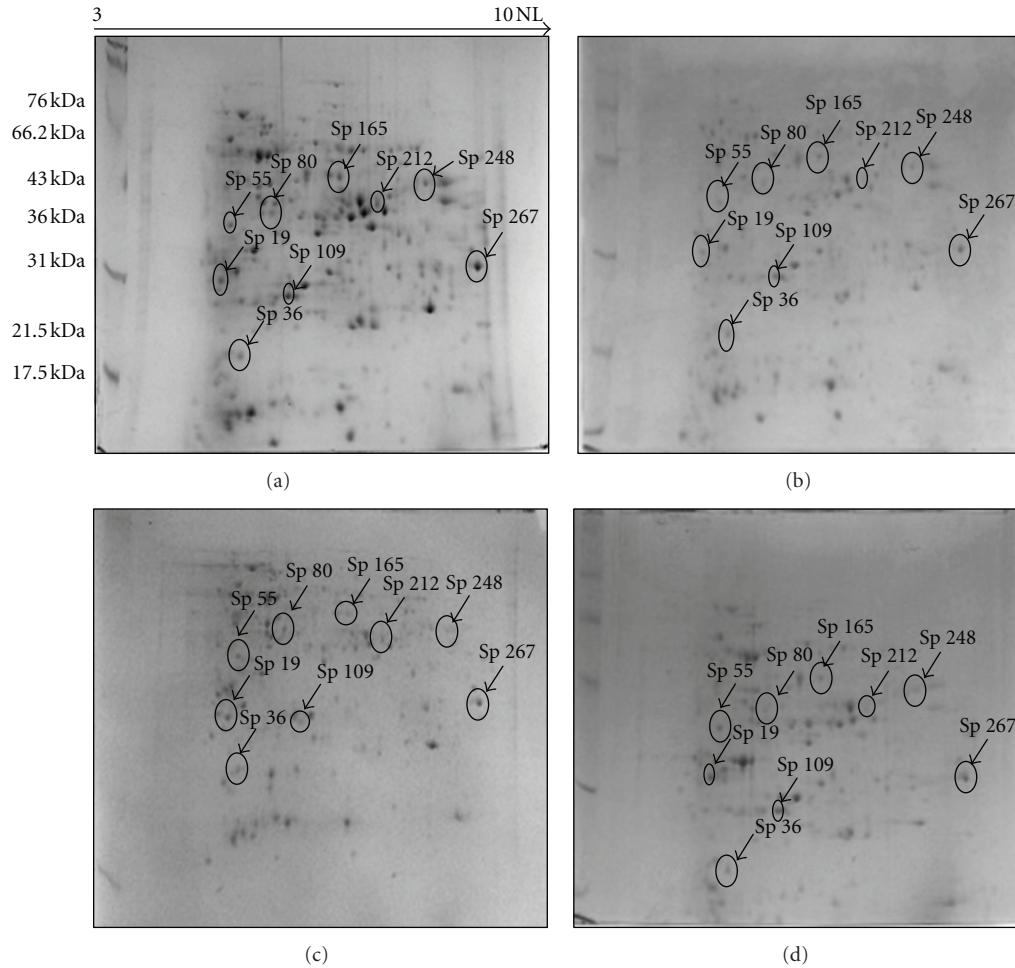 3 10 NL
76 kDa
66.2 kDa
43 kDa
36 kDa
31 kDa
21.5 kDa
17.5 kDa
Sp 165
Sp 80
Sp 212
Sp 248
Sp 55
Sp 19
Sp 267
Sp 109
Sp 36
(a)
Sp 165
Sp 80
Sp 212
Sp 248
Sp 55
Sp 267
Sp 19
Sp 109
Sp 36
(b)
Sp 80
Sp 165
Sp 212
Sp 248
Sp 55
Sp 19
Sp 109
Sp 267
Sp 36
(c)
Sp 165
Sp 80
Sp 212
Sp 248
Sp 55
Sp 19
Sp 267
Sp 109
Sp 36
(d)